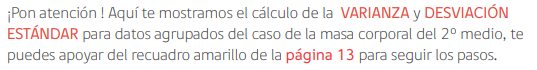 ¡Pon atención ! Aquí te mostramos el cálculo de la  VARIANZA y DESVIACIÓN
ESTÁNDAR para datos agrupados del caso de la masa corporal del 2º medio, te
puedes apoyar del recuadro amarillo de la página 13 para seguir los pasos.